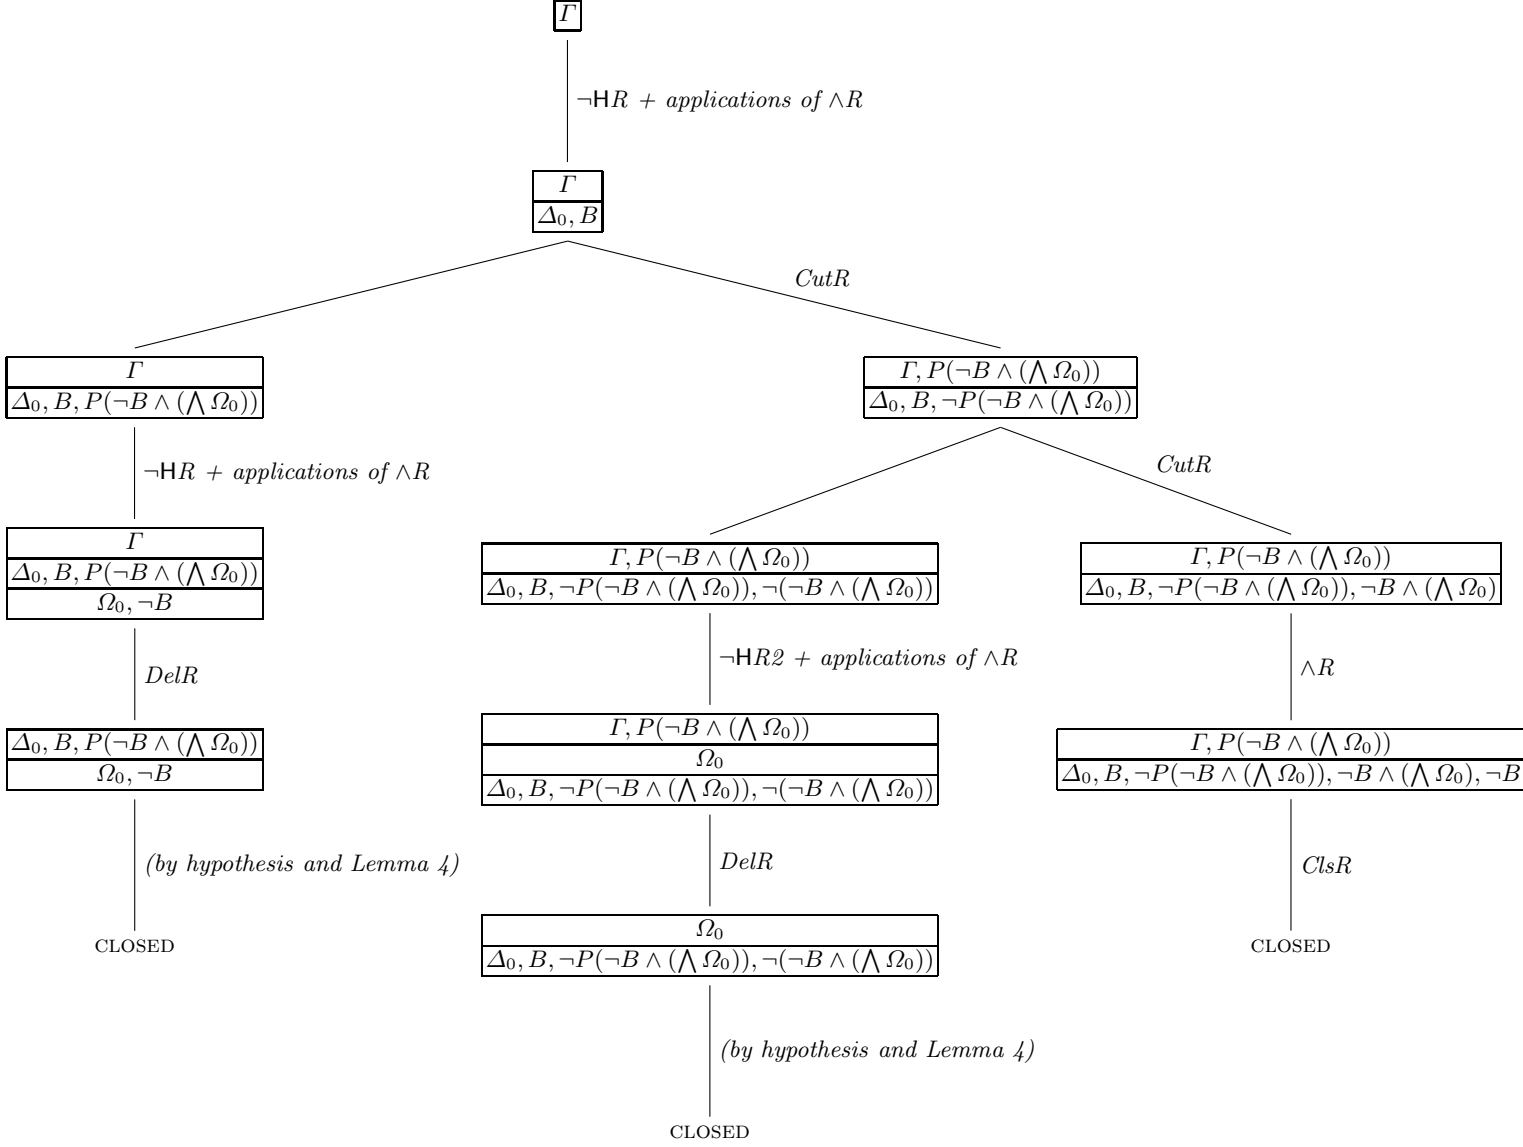 Γ
¬HR + applications of ∧R
Γ
Δ₀, B
CutR
Γ
Δ₀, B, P(¬B ∧ (⋀ Ω₀))
Γ, P(¬B ∧ (⋀ Ω₀))
Δ₀, B, ¬P(¬B ∧ (⋀ Ω₀))
¬HR + applications of ∧R
CutR
Γ
Δ₀, B, P(¬B ∧ (⋀ Ω₀))
Ω₀, ¬B
Γ, P(¬B ∧ (⋀ Ω₀))
Δ₀, B, ¬P(¬B ∧ (⋀ Ω₀)), ¬(¬B ∧ (⋀ Ω₀))
Γ, P(¬B ∧ (⋀ Ω₀))
Δ₀, B, ¬P(¬B ∧ (⋀ Ω₀)), ¬B ∧ (⋀ Ω₀)
DelR
¬HR2 + applications of ∧R
∧R
Δ₀, B, P(¬B ∧ (⋀ Ω₀))
Ω₀, ¬B
Γ, P(¬B ∧ (⋀ Ω₀))
Ω₀
Δ₀, B, ¬P(¬B ∧ (⋀ Ω₀)), ¬(¬B ∧ (⋀ Ω₀))
Γ, P(¬B ∧ (⋀ Ω₀))
Δ₀, B, ¬P(¬B ∧ (⋀ Ω₀)), ¬B ∧ (⋀ Ω₀), ¬B
(by hypothesis and Lemma 4)
DelR
ClsR
CLOSED
Ω₀
Δ₀, B, ¬P(¬B ∧ (⋀ Ω₀)), ¬(¬B ∧ (⋀ Ω₀))
CLOSED
(by hypothesis and Lemma 4)
CLOSED